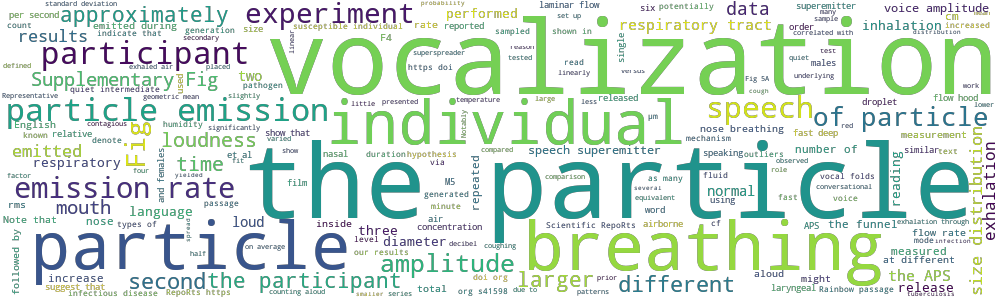 standard deviation
per second approximately
experiment
probability
performed
potentially
laminar flow
set up
superemitter
many
sample
voice amplitude
count
emitted during
indicate that
generation
secondary
size
susceptible individual
rate
reported
six
respiratory tract
data
inhalation
cm
increased
distribution
results
participant
linear
F4
sampled
shown in
order
correlated with
vocalization
defined
exhaled air
placed
superspreader
https doi
reason
tested
read
linearly
single
versus
quiet
test
males
underlying
Supplementary Fig
two
pathogen
used
Representative
quiet intermediate
geometric mean
slightly
Fig SA
cough
work
flow hood
lower
particle emission
little
presented
temperature
large
less
released
μm
speech
droplet
of particle
English
contagious
humidity
significantly
individual
Notably
known
relative
denote
Fig
loudness
show that
varied
nose breathing
mechanism
red
fast deep
measurement
emitted
time
et al
fit
nasal
duration
hypothesis
compared
speech superemitter
speaking
outliers
number of
similar
text
respiratory
and females
show
via
repeated
comparison
as many
fluid
observed
role
vocal folds
reading
size distribution
exhalation
factor
four
yielded
film
M5
generated
several
equivalent
normal
using
fast
conversational
voice
emission rate
the particle
rms
mouth
language
passage
minute
word
Scientific RepoRts
airborne
cf
APS
the funnel
exhalation through
Note that
nose
types of
spread
loud
inside
three
air
concentration
breathing
flow rate
mode
infection
followed by
particle
half
on average
level
decibel
coughing
our results
diameter
amplitude
measured
at different
increase
suggest that
second
the participant
larger
prior
different
aloud
might
the APS
release
infectious disease
RepoRts https
counting aloud
smaller
series
total
doi org
org s41598
due to
patterns
laryngeal
Rainbow passage
tuberculosis